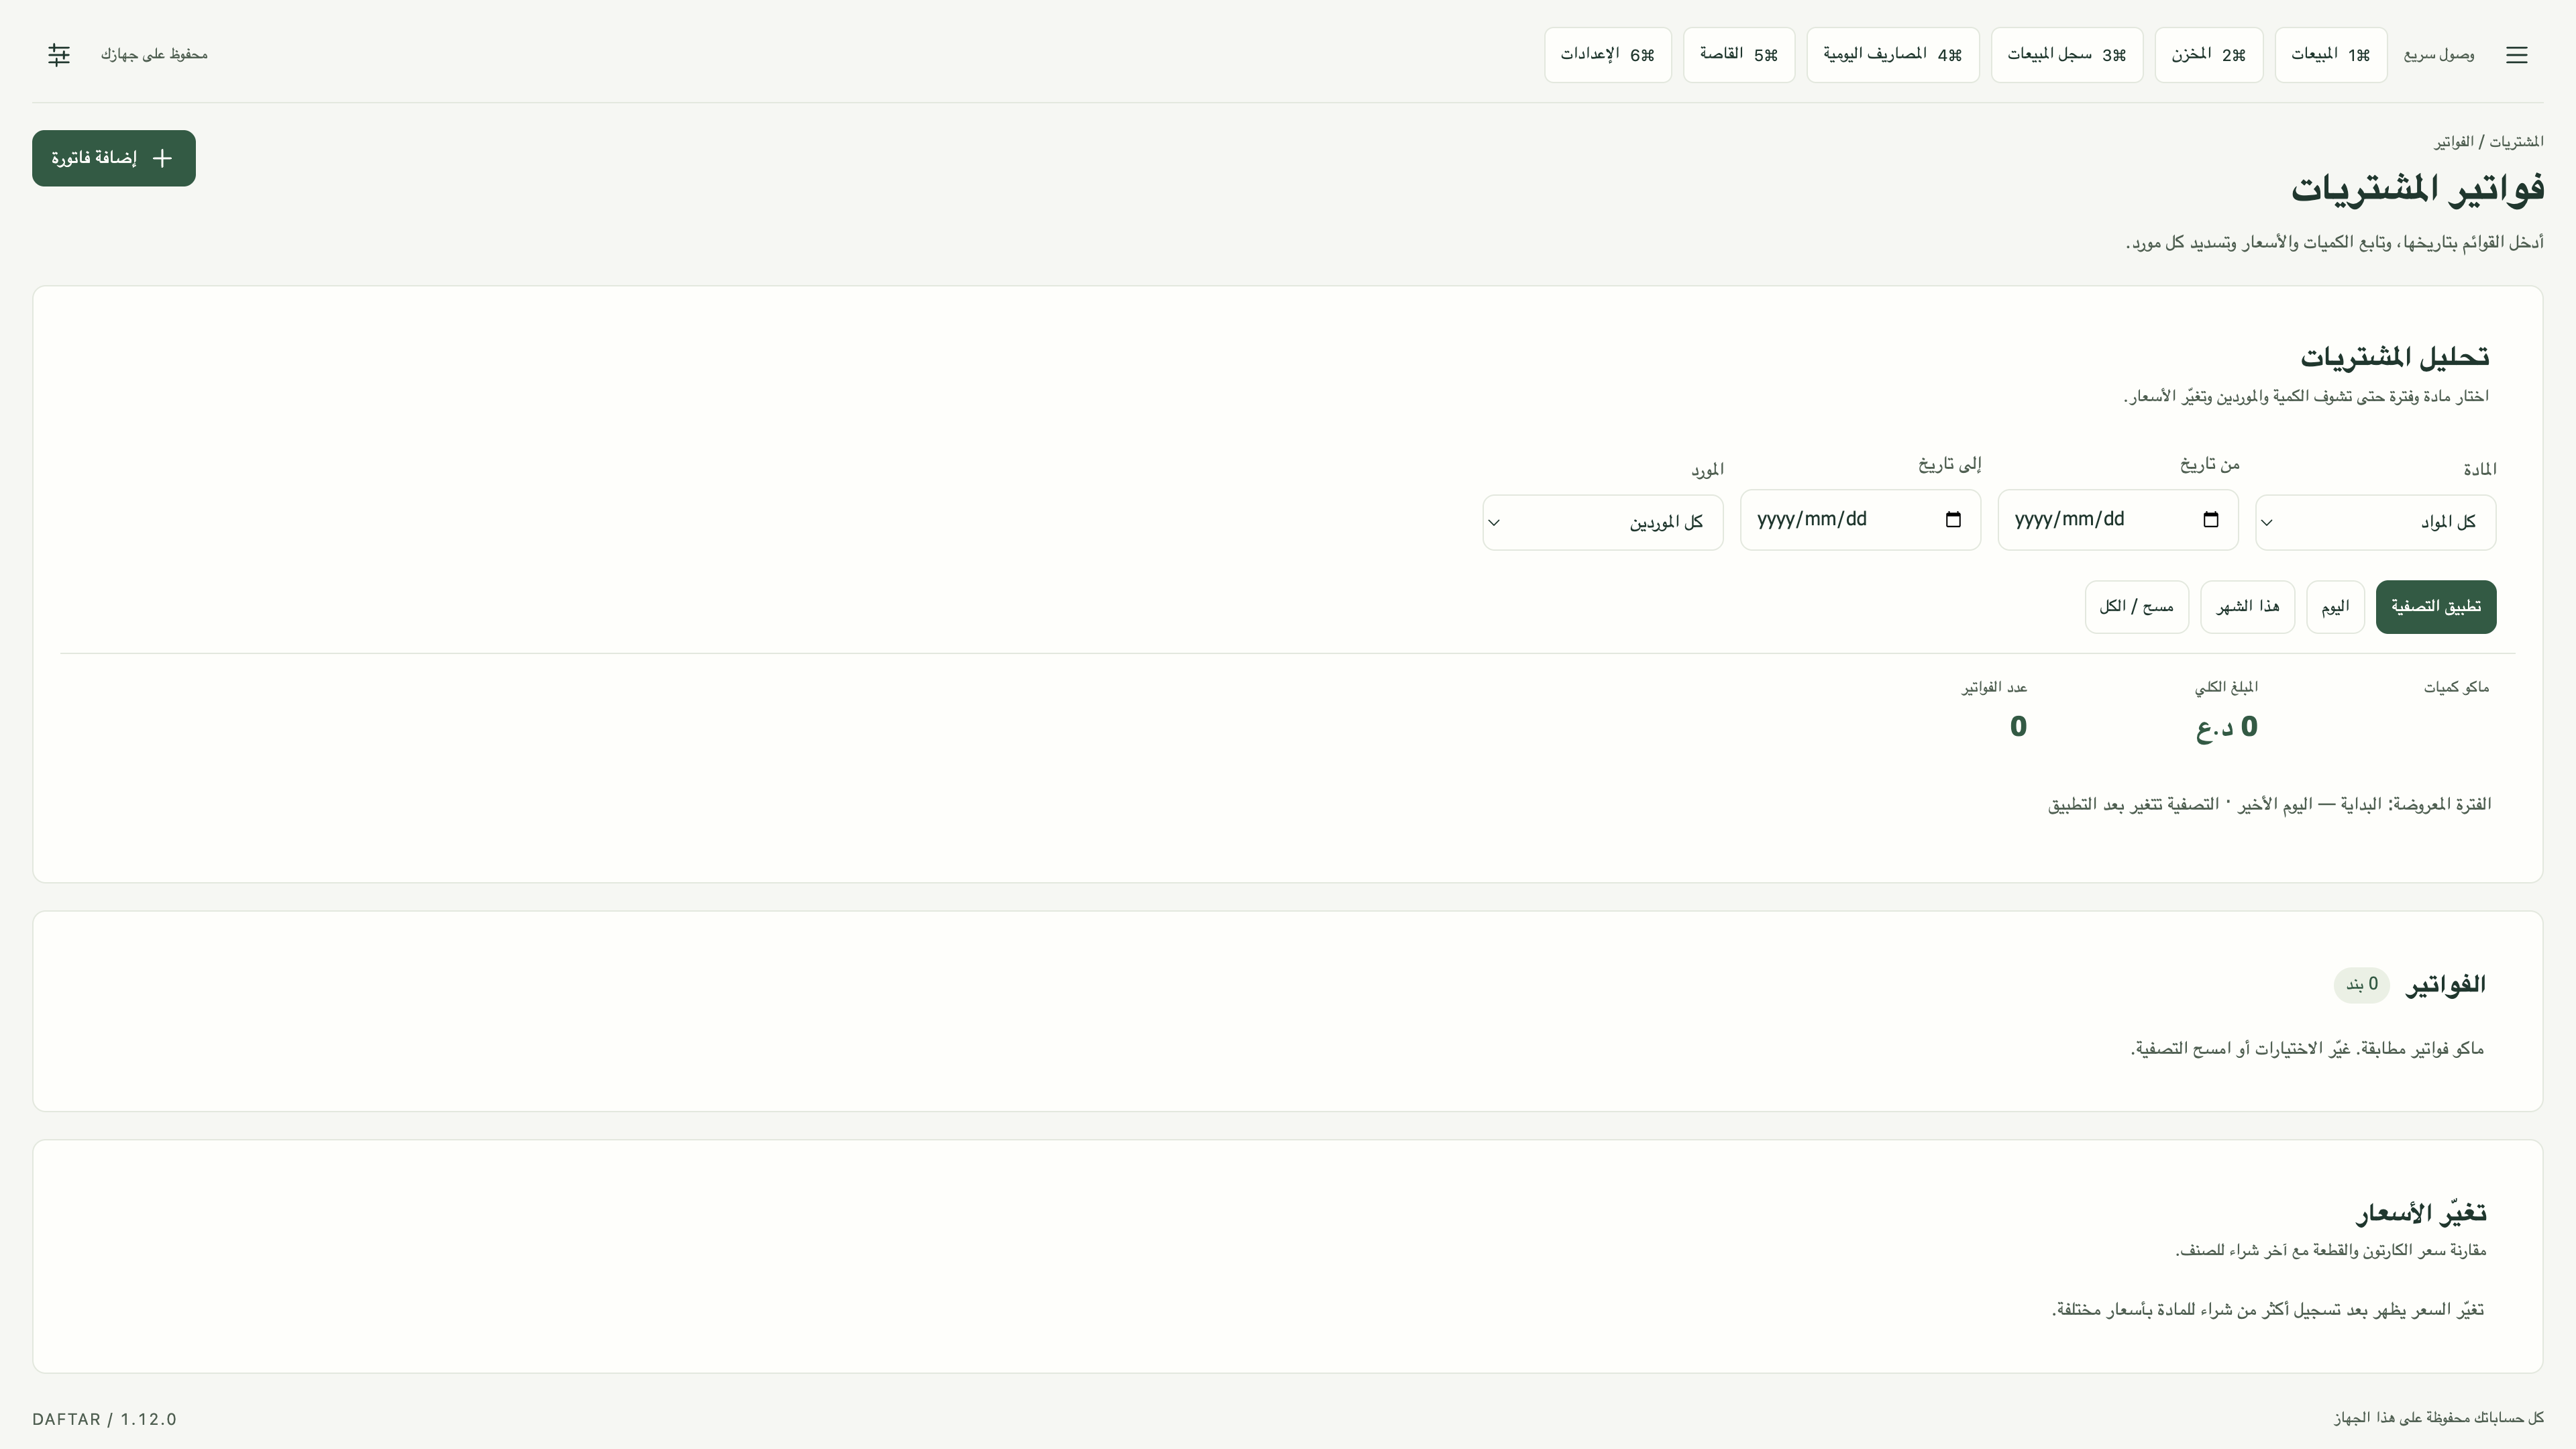 وصول سريع
⌘1 المبيعات
⌘2 المخزن
⌘3 سجل المبيعات
⌘4 المصاريف اليومية
⌘5 القاصة
⌘6 الإعدادات
محفوظ على جهازك
المشتريات / الفواتير
فواتير المشتريات
أدخل القوائم بتاريخها، وتابع الكميات والأسعار وتسديد كل مورد.
إضافة فاتورة
تحليل المشتريات
اختار مادة وفترة حتى تشوف الكمية والموردين وتغيّر الأسعار.
المادة
كل المواد
من تاريخ
yyyy/mm/dd
إلى تاريخ
yyyy/mm/dd
المورد
كل الموردين
تطبيق التصفية
اليوم
هذا الشهر
مسح / الكل
ماكو كميات
المبلغ الكلي
0 د.ع
عدد الفواتير
0
الفترة المعروضة: البداية — اليوم الأخير · التصفية تتغير بعد التطبيق
الفواتير
0 بند
ماكو فواتير مطابقة. غيّر الاختيارات أو امسح التصفية.
تغيّر الأسعار
مقارنة سعر الكارتون والقطعة مع آخر شراء للصنف.
تغيّر السعر يظهر بعد تسجيل أكثر من شراء للمادة بأسعار مختلفة.
كل حساباتك محفوظة على هذا الجهاز
DAFTAR / 1.12.0